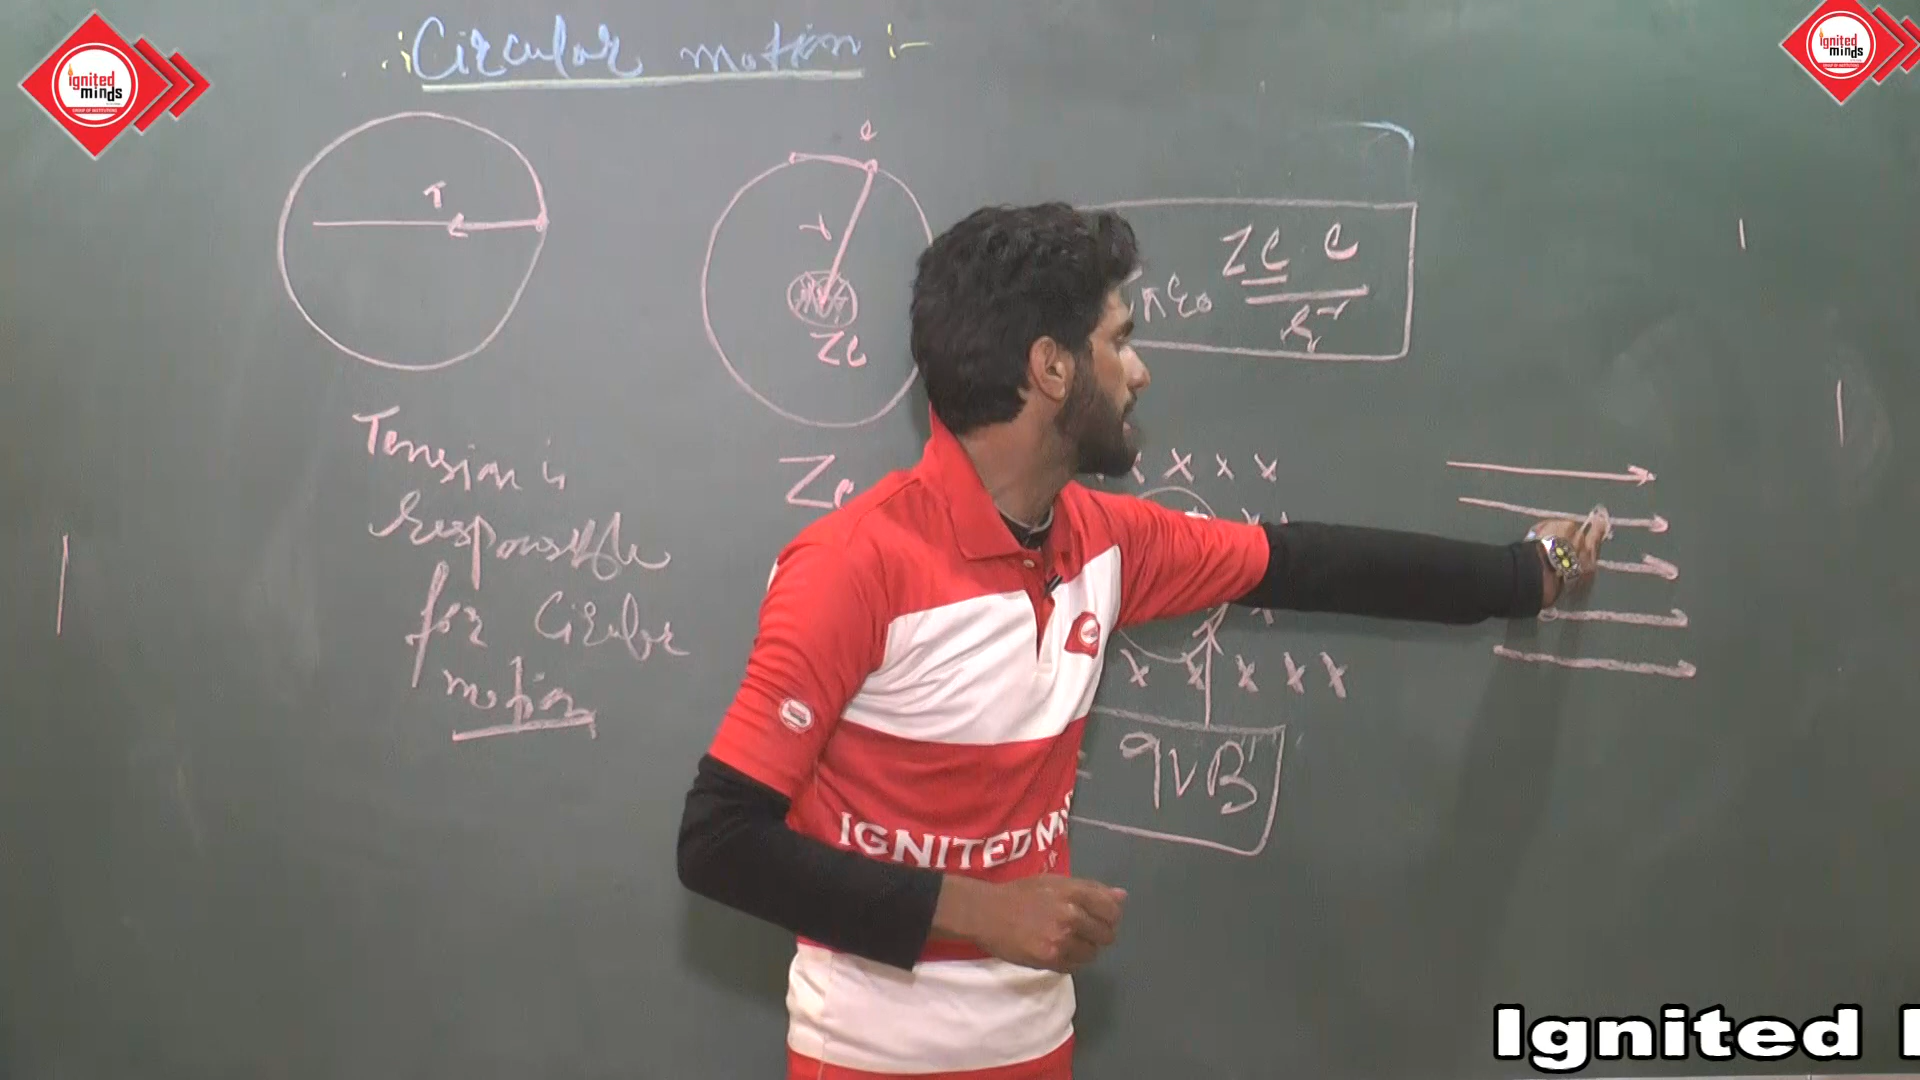 ignited
minds
ignited
minds
:Circular motion :-
T
e
r
Ze
πε₀ Ze · e
r²
Tension is
responsible
for Circular
motion
Ze
x x x x
x x x x x
qVB
IGNITED M
Ignited